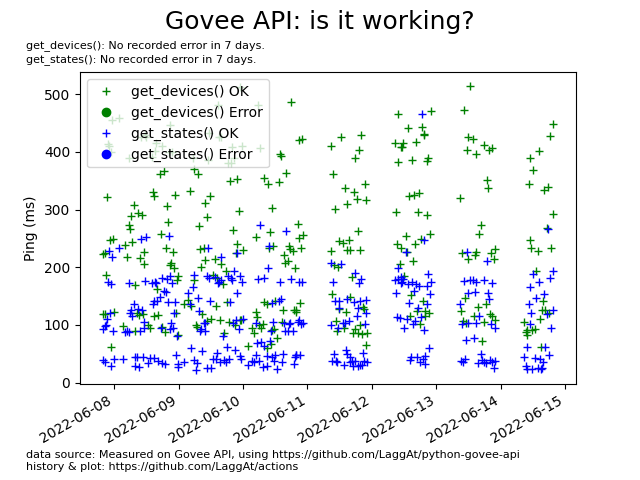 Govee API: is it working?
get_devices(): No recorded error in 7 days.
get_states(): No recorded error in 7 days.
get_devices() OK
get_devices() Error
get_states() OK
get_states() Error
Ping (ms)
500
400
300
200
100
0
2022-06-08
2022-06-09
2022-06-10
2022-06-11
2022-06-12
2022-06-13
2022-06-14
2022-06-15
data source: Measured on Govee API, using https://github.com/LaggAt/python-govee-api
history & plot: https://github.com/LaggAt/actions